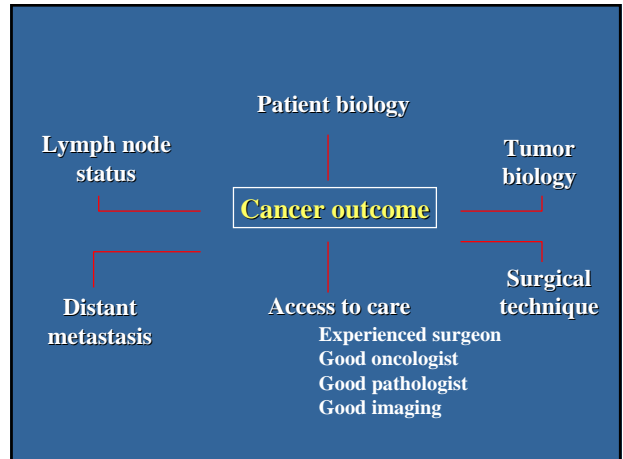 Patient biology
Lymph node
status
Tumor
biology
Cancer outcome
Distant
metastasis
Access to care
Experienced surgeon
Good oncologist
Good pathologist
Good imaging
Surgical
technique